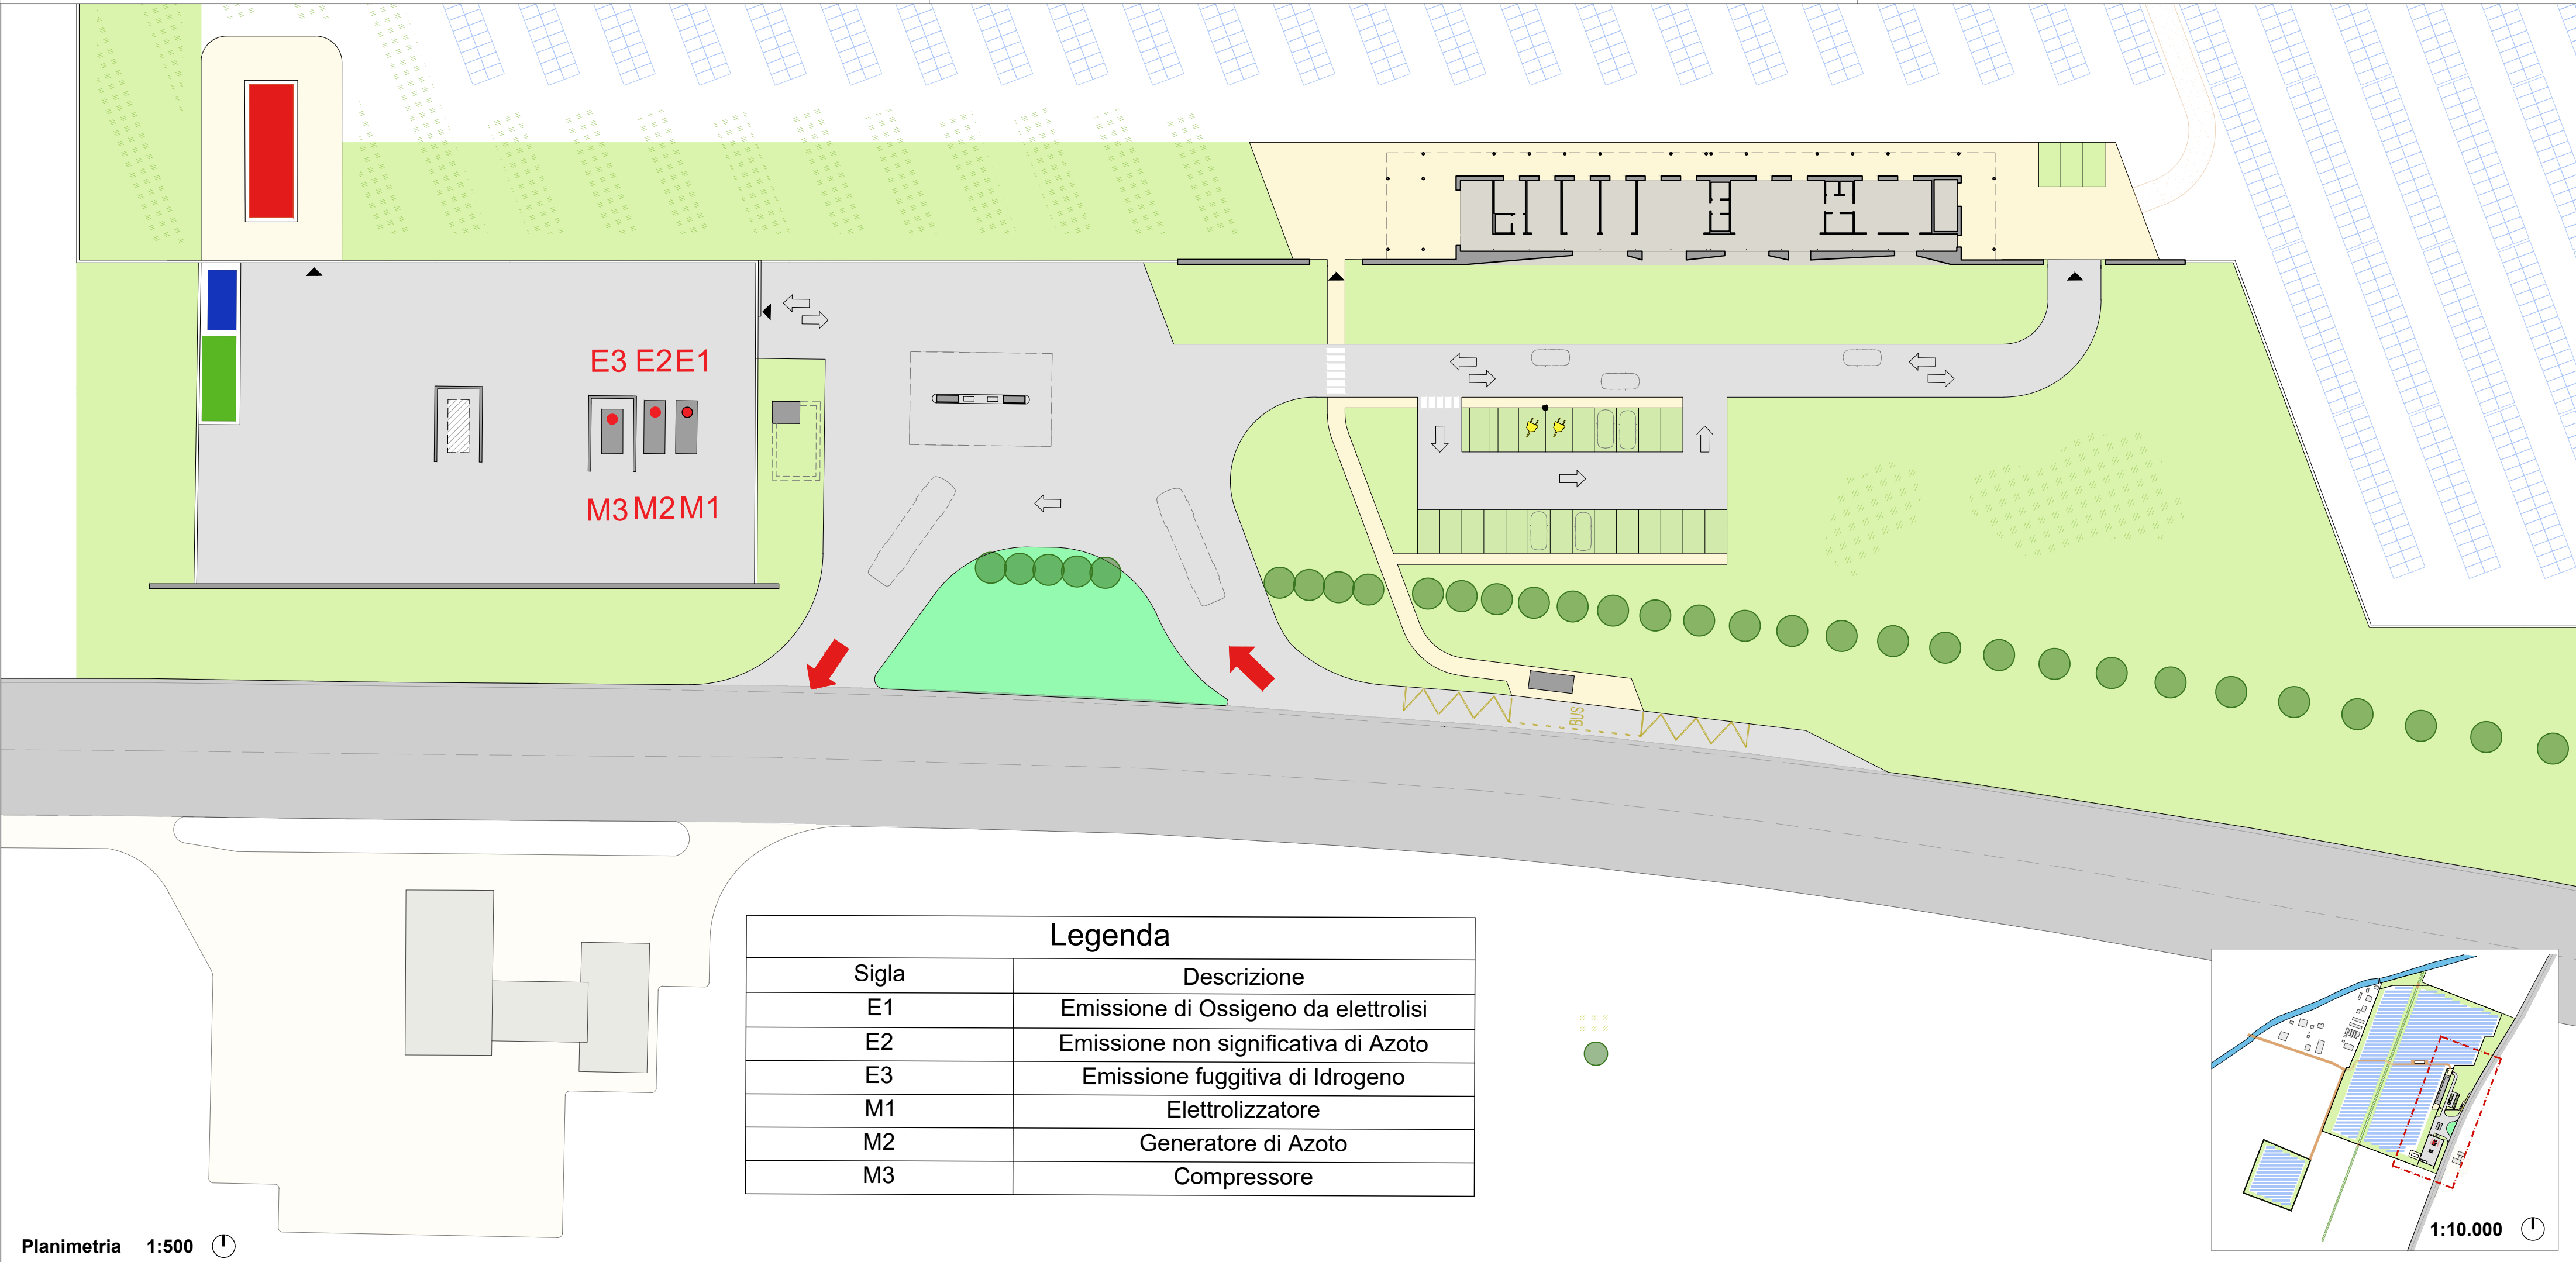 E3 E2 E1
M3 M2 M1
BUS
Legenda
Sigla Descrizione
E1 Emissione di Ossigeno da elettrolisi
E2 Emissione non significativa di Azoto
E3 Emissione fuggitiva di Idrogeno
M1 Elettrolizzatore
M2 Generatore di Azoto
M3 Compressore
Planimetria 1:500
1:10.000